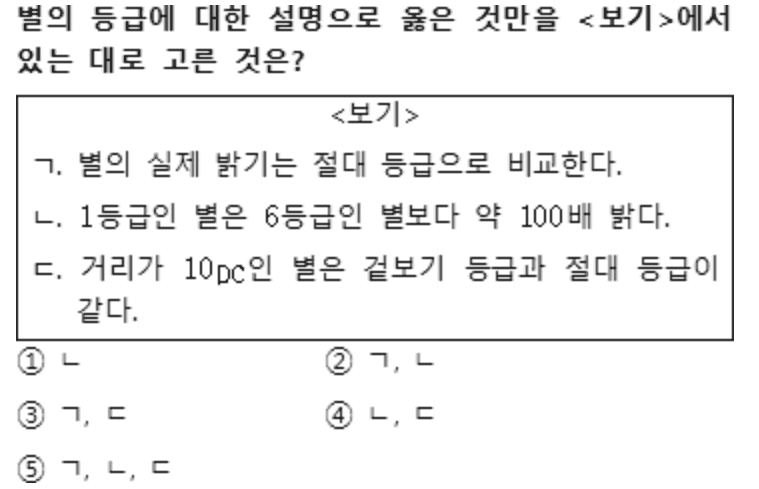 별의 등급에 대한 설명으로 옳은 것만을 <보기>에서
있는 대로 고른 것은?
<보기>
ㄱ. 별의 실제 밝기는 절대 등급으로 비교한다.
ㄴ. 1등급인 별은 6등급인 별보다 약 100배 밝다.
ㄷ. 거리가 10pc인 별은 겉보기 등급과 절대 등급이
같다.
① ㄴ ② ㄱ, ㄴ
③ ㄱ, ㄷ ④ ㄴ, ㄷ
⑤ ㄱ, ㄴ, ㄷ